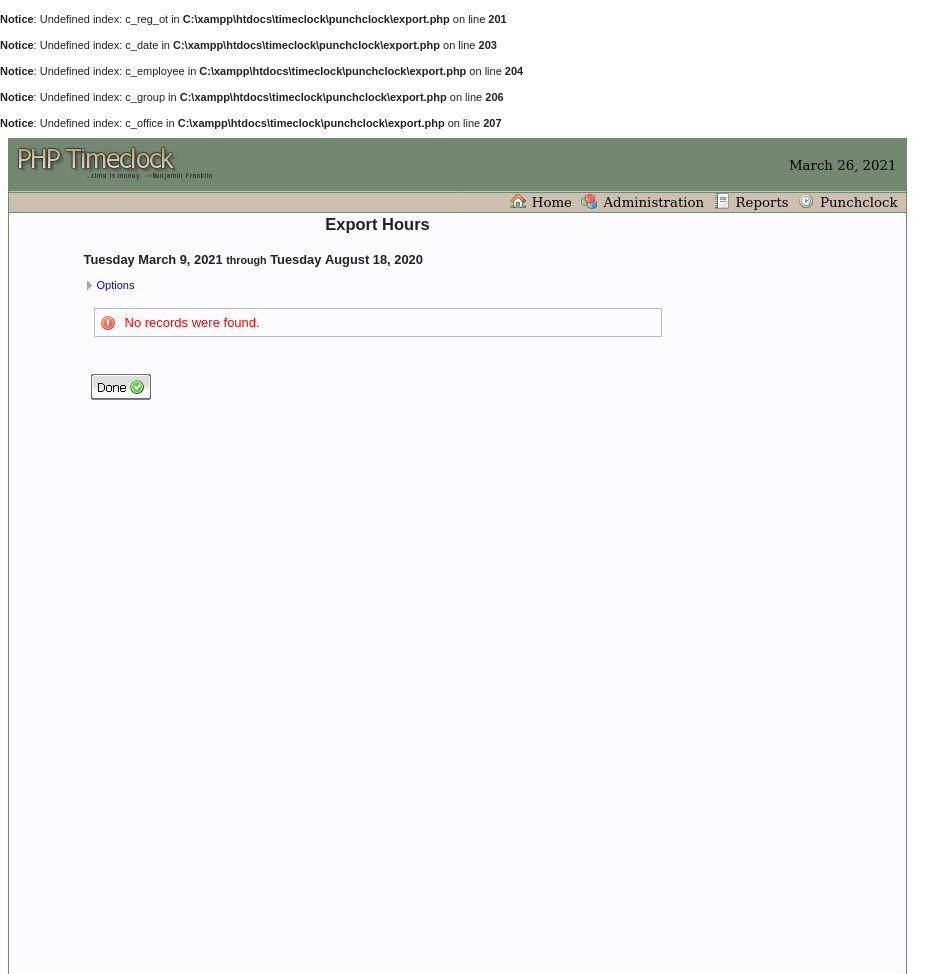 Notice: Undefined index: c_reg_ot in C:\xampp\htdocs\timeclock\punchclock\export.php on line 201
Notice: Undefined index: c_date in C:\xampp\htdocs\timeclock\punchclock\export.php on line 203
Notice: Undefined index: c_employee in C:\xampp\htdocs\timeclock\punchclock\export.php on line 204
Notice: Undefined index: c_group in C:\xampp\htdocs\timeclock\punchclock\export.php on line 206
Notice: Undefined index: c_office in C:\xampp\htdocs\timeclock\punchclock\export.php on line 207
PHP Timeclock
...time is money. --Benjamin Franklin
March 26, 2021
Home Administration Reports Punchclock
Export Hours
Tuesday March 9, 2021 through Tuesday August 18, 2020
Options
No records were found.
Done